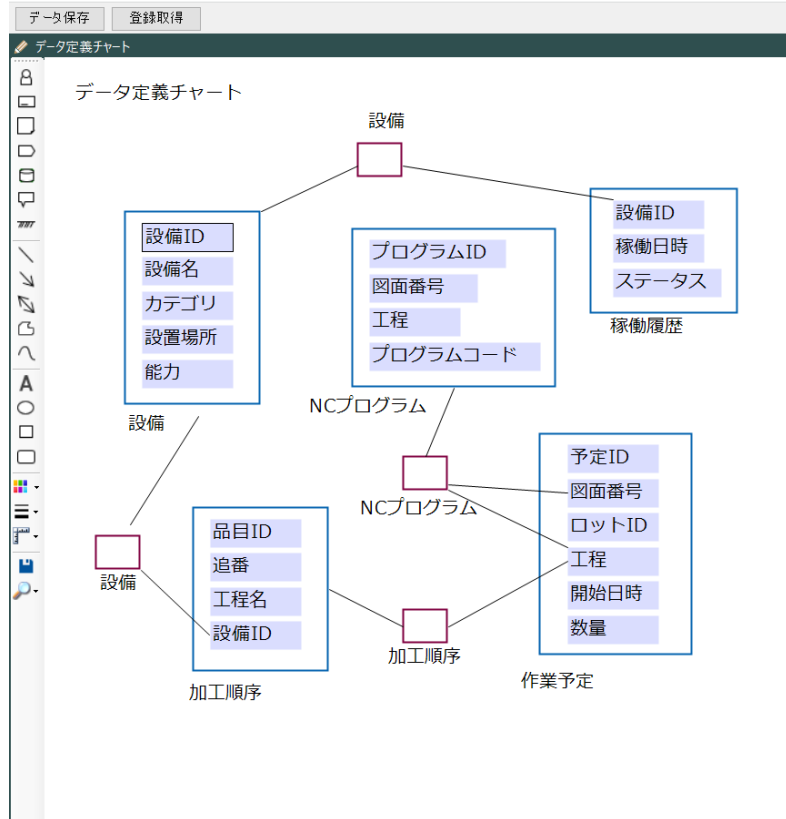 データ保存
登録取得
データ定義チャート
データ定義チャート
設備
設備ID
設備名
カテゴリ
設置場所
能力
設備
プログラムID
図面番号
工程
プログラムコード
NCプログラム
設備ID
稼働日時
ステータス
稼働履歴
NCプログラム
予定ID
図面番号
ロットID
工程
開始日時
数量
作業予定
設備
品目ID
追番
工程名
設備ID
加工順序
加工順序
A